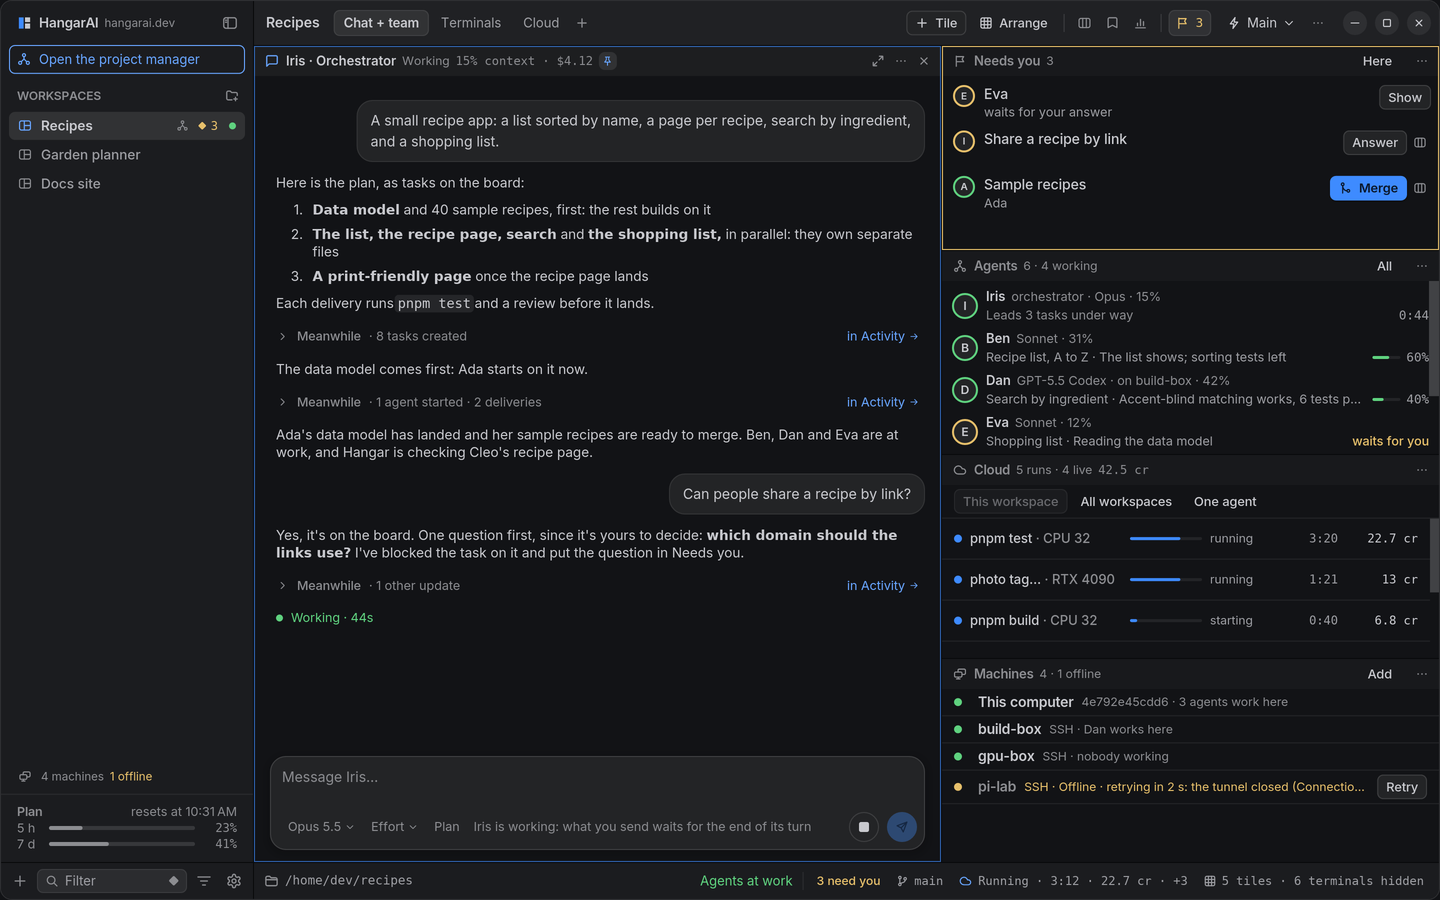 HangarAI hangarai.dev
Open the project manager
WORKSPACES
Recipes 3
Garden planner
Docs site
4 machines 1 offline
Plan resets at 10:31 AM
5 h 23%
7 d 41%
Filter
Recipes Chat + team Terminals Cloud Tile Arrange 3 Main
Iris · Orchestrator Working 15% context · $4.12
A small recipe app: a list sorted by name, a page per recipe, search by ingredient,
and a shopping list.
Here is the plan, as tasks on the board:
1. Data model and 40 sample recipes, first: the rest builds on it
2. The list, the recipe page, search and the shopping list, in parallel: they own separate
files
3. A print-friendly page once the recipe page lands
Each delivery runs pnpm test and a review before it lands.
Meanwhile · 8 tasks created in Activity →
The data model comes first: Ada starts on it now.
Meanwhile · 1 agent started · 2 deliveries in Activity →
Ada's data model has landed and her sample recipes are ready to merge. Ben, Dan and Eva are at
work, and Hangar is checking Cleo's recipe page.
Can people share a recipe by link?
Yes, it's on the board. One question first, since it's yours to decide: which domain should the
links use? I've blocked the task on it and put the question in Needs you.
Meanwhile · 1 other update in Activity →
Working · 44s
Message Iris...
Opus 5.5 Effort Plan Iris is working: what you send waits for the end of its turn
Needs you 3 Here
E Eva Show
waits for your answer
I Share a recipe by link Answer
A Sample recipes Merge
Ada
Agents 6 · 4 working All
I Iris orchestrator · Opus · 15%
Leads 3 tasks under way 0:44
B Ben Sonnet · 31%
Recipe list, A to Z · The list shows; sorting tests left 60%
D Dan GPT-5.5 Codex · on build-box · 42%
Search by ingredient · Accent-blind matching works, 6 tests p... 40%
E Eva Sonnet · 12%
Shopping list · Reading the data model waits for you
Cloud 5 runs · 4 live 42.5 cr
This workspace All workspaces One agent
pnpm test · CPU 32 running 3:20 22.7 cr
photo tag... · RTX 4090 running 1:21 13 cr
pnpm build · CPU 32 starting 0:40 6.8 cr
Machines 4 · 1 offline Add
This computer 4e792e45cdd6 · 3 agents work here
build-box SSH · Dan works here
gpu-box SSH · nobody working
pi-lab SSH · Offline · retrying in 2 s: the tunnel closed (Connectio... Retry
/home/dev/recipes Agents at work 3 need you main Running · 3:12 · 22.7 cr · +3 5 tiles · 6 terminals hidden